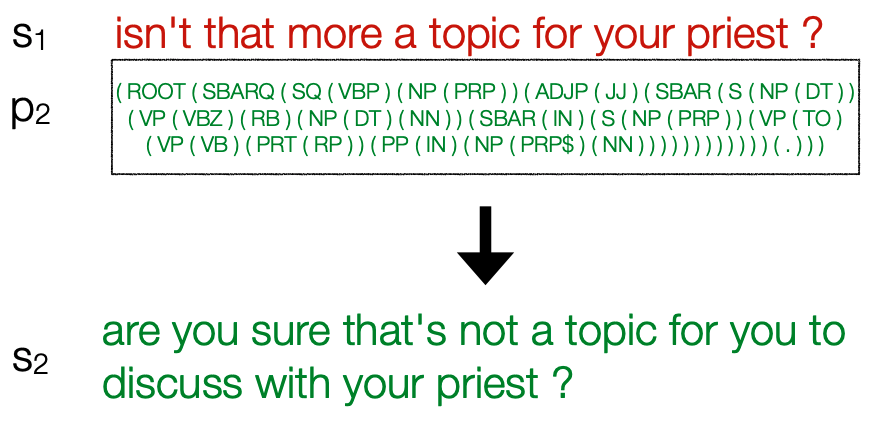 s1 isn't that more a topic for your priest ?
p2 ( ROOT ( SBARQ ( SQ ( VBP ) ( NP ( PRP ) ) ( ADJP ( JJ ) ( SBAR ( S ( NP ( DT ) )
( VP ( VBZ ) ( RB ) ( NP ( DT ) ( NN ) ) ( SBAR ( IN ) ( S ( NP ( PRP ) ) ( VP ( TO )
( VP ( VB ) ( PRT ( RP ) ) ( PP ( IN ) ( NP ( PRP$ ) ( NN ) ) ) ) ) ) ) ) ) ) ) ) ( . ) ) )
s2 are you sure that's not a topic for you to
discuss with your priest ?